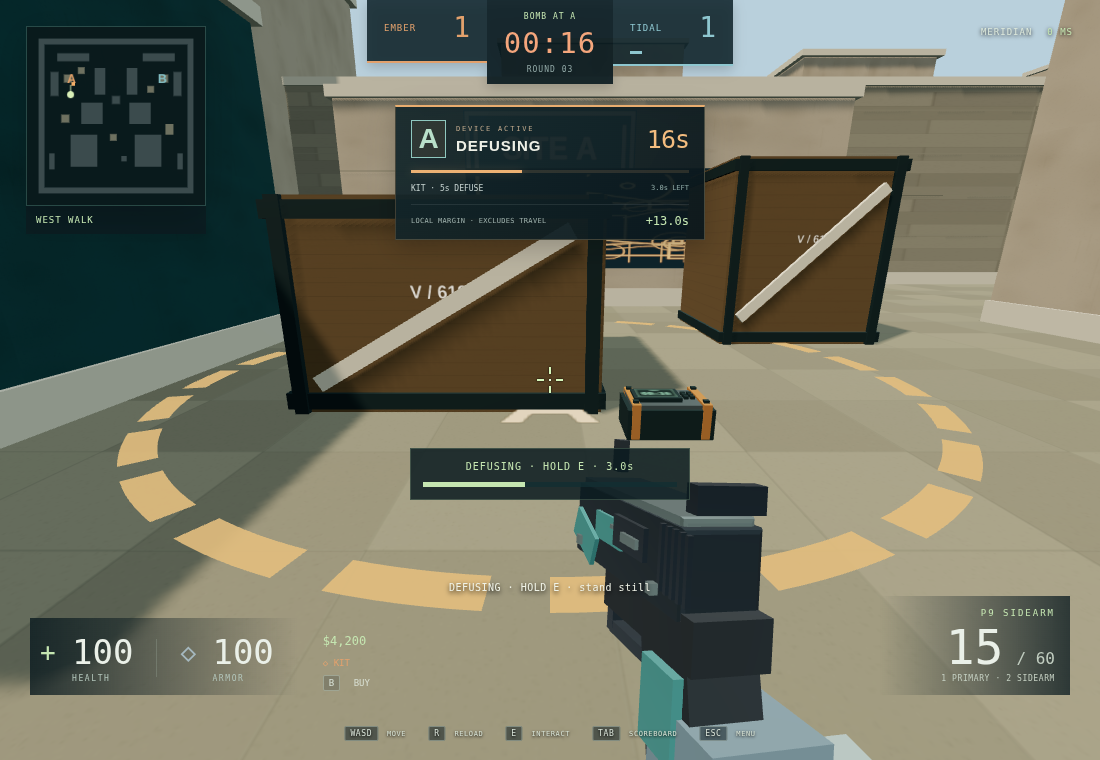 EMBER 1
BOMB AT A
00:16
ROUND 03
TIDAL 1
MERIDIAN 0 MS
A B
WEST WALK
A
DEVICE ACTIVE
DEFUSING
16s
KIT · 5s DEFUSE
3.0s LEFT
LOCAL MARGIN · EXCLUDES TRAVEL
+13.0s
SITE A
DEFUSING · HOLD E · 3.0s
DEFUSING · HOLD E · stand still
+ 100
HEALTH
◇ 100
ARMOR
$4,200
◇ KIT
B BUY
P9 SIDEARM
15 / 60
1 PRIMARY · 2 SIDEARM
WASD MOVE R RELOAD E INTERACT TAB SCOREBOARD ESC MENU